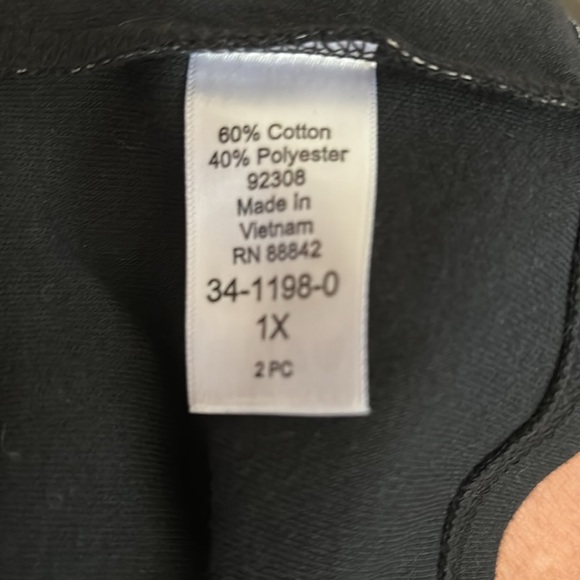 60% Cotton
40% Polyester
92308
Made in
Vietnam
RN 88842
34-1198-0
1X
2 PC